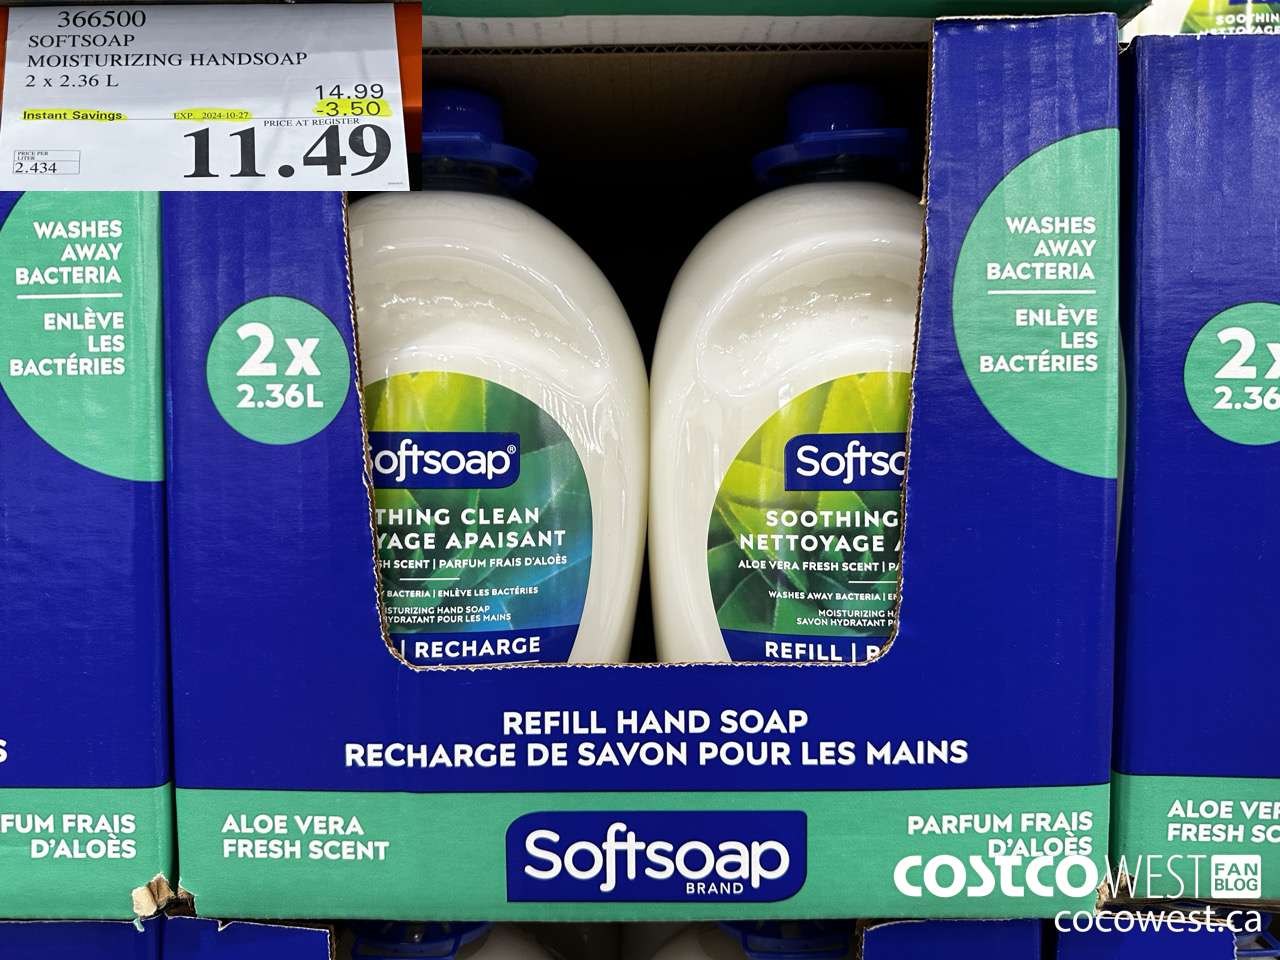 366500
SOFTSOAP
MOISTURIZING HANDSOAP
2 x 2.36 L
14.99
Instant Savings EXP. 2024-10-27 -3.50
PRICE AT REGISTER
11.49
PRICE PER
LITER
2.434
SOOTHIN
NETTOYAGE
WASHES
AWAY
BACTERIA
ENLÈVE
LES
BACTÉRIES
2x
2.36L
Softsoap®
THING CLEAN
YAGE APAISANT
SH SCENT | PARFUM FRAIS D'ALOÈS
BACTERIA | ENLÈVE LES BACTÉRIES
ISTURIZING HAND SOAP
HYDRATANT POUR LES MAINS
| RECHARGE
Softso
SOOTHING
NETTOYAGE A
ALOE VERA FRESH SCENT | PA
WASHES AWAY BACTERIA | E
MOISTURIZING H
SAVON HYDRATANT P
REFILL | R
WASHES
AWAY
BACTERIA
ENLÈVE
LES
BACTÉRIES
2x
2.36
REFILL HAND SOAP
RECHARGE DE SAVON POUR LES MAINS
S
FUM FRAIS
D'ALOÈS
ALOE VERA
FRESH SCENT
Softsoap
BRAND
PARFUM FRAIS
D'ALOÈS
ALOE VER
FRESH SC
COSTCO WEST FAN BLOG
cocowest.ca